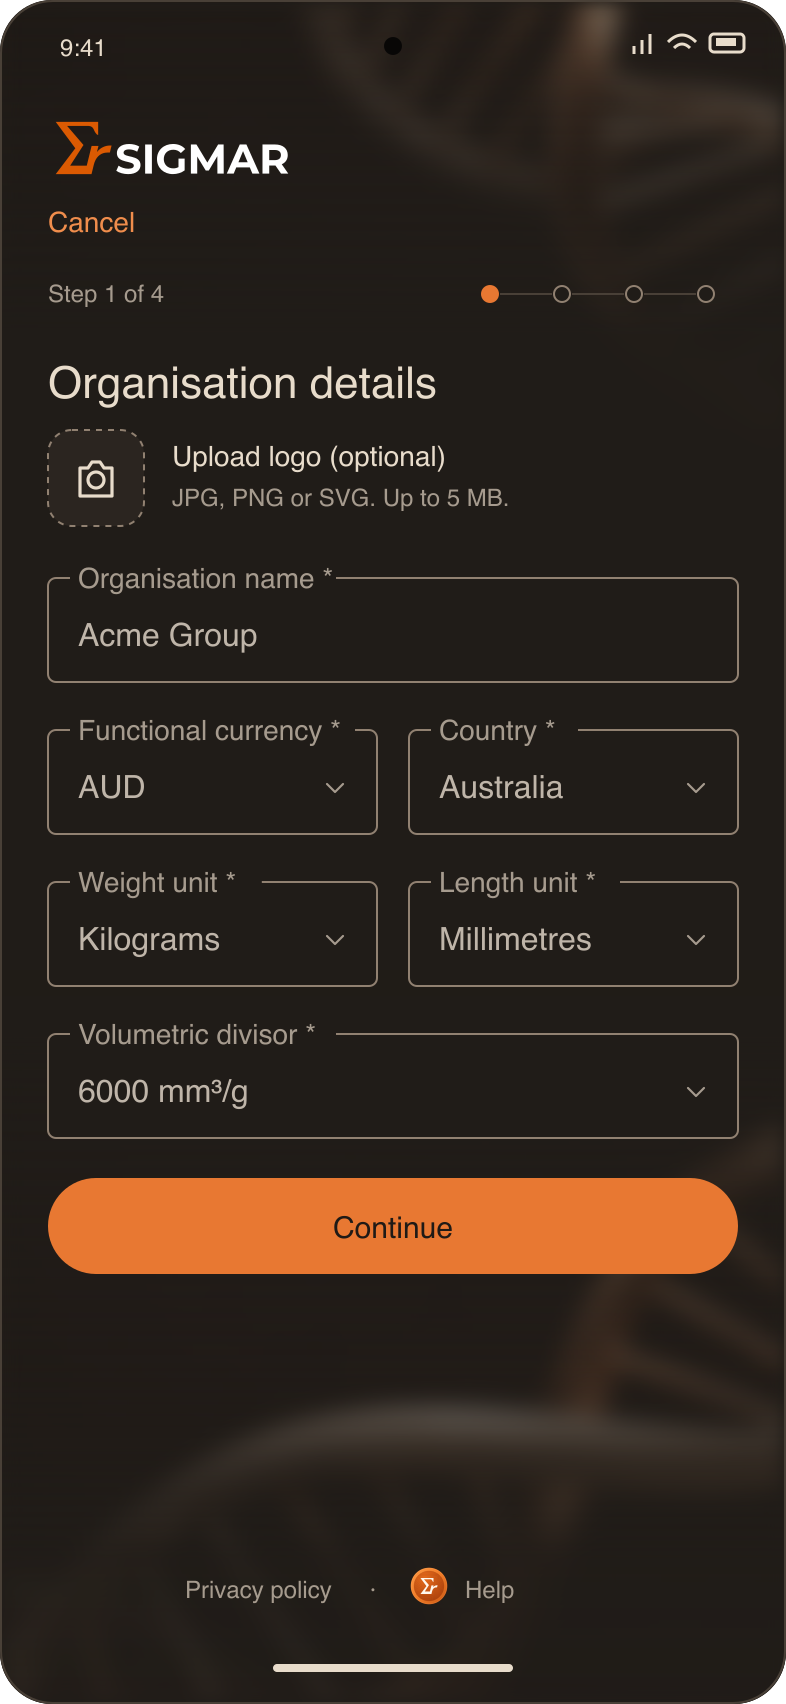 9:41
Σr SIGMAR
Cancel
Step 1 of 4
Organisation details
Upload logo (optional)
JPG, PNG or SVG. Up to 5 MB.
Organisation name *
Acme Group
Functional currency * Country *
AUD Australia
Weight unit * Length unit *
Kilograms Millimetres
Volumetric divisor *
6000 mm³/g
Continue
Privacy policy · Σr Help